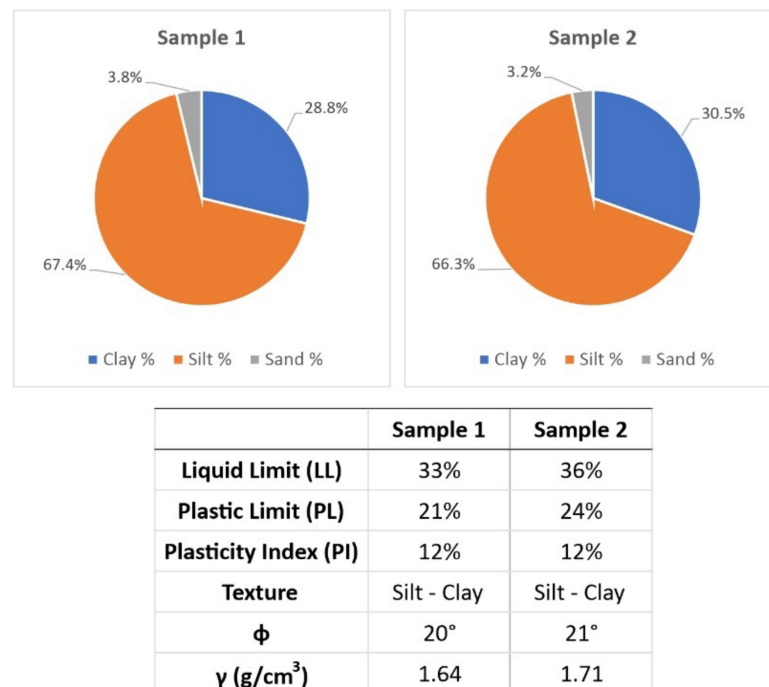 Sample 1
3.8%
28.8%
67.4%
Clay % Silt % Sand %
Sample 2
3.2%
30.5%
66.3%
Clay % Silt % Sand %
Sample 1 Sample 2
Liquid Limit (LL) 33% 36%
Plastic Limit (PL) 21% 24%
Plasticity Index (PI) 12% 12%
Texture Silt - Clay Silt - Clay
ϕ 20° 21°
γ (g/cm³) 1.64 1.71